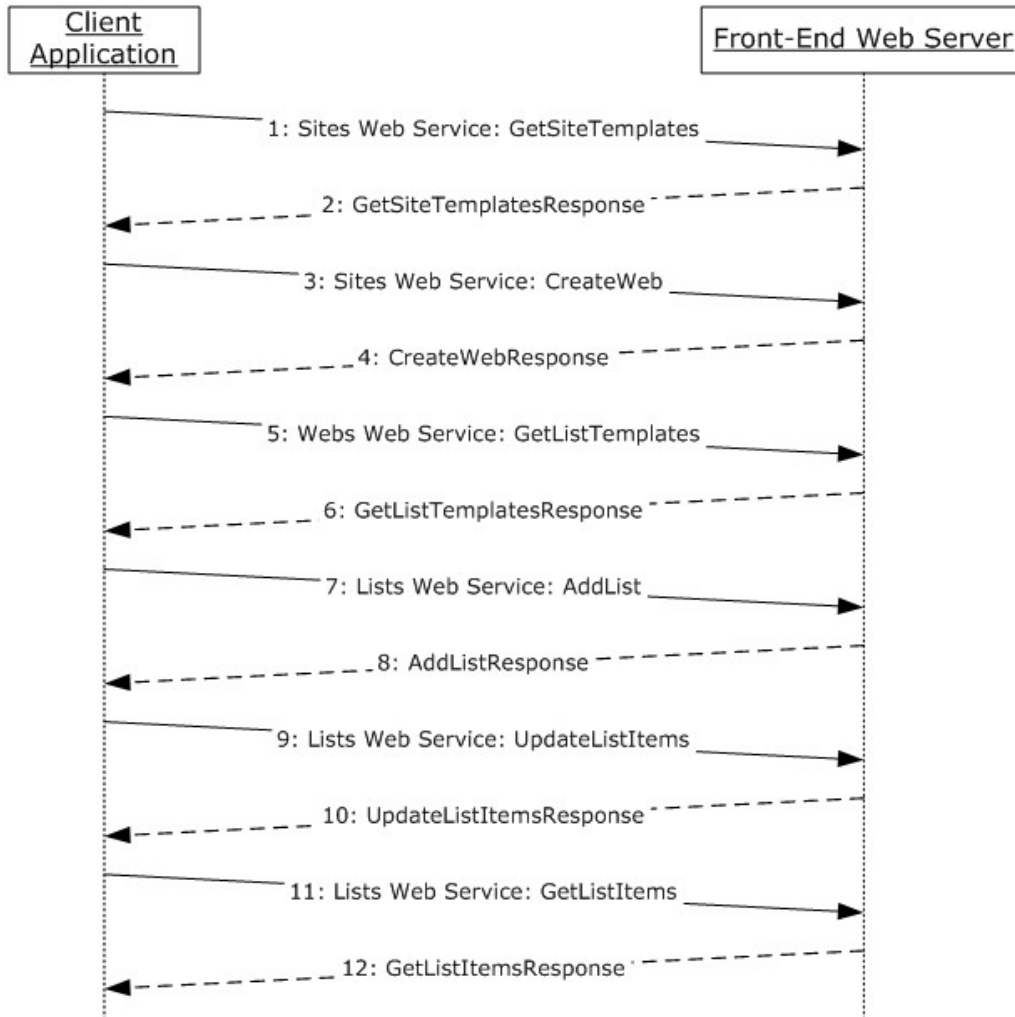 Client
Application
Front-End Web Server
1: Sites Web Service: GetSiteTemplates
2: GetSiteTemplatesResponse
3: Sites Web Service: CreateWeb
4: CreateWebResponse
5: Webs Web Service: GetListTemplates
6: GetListTemplatesResponse
7: Lists Web Service: AddList
8: AddListResponse
9: Lists Web Service: UpdateListItems
10: UpdateListItemsResponse
11: Lists Web Service: GetListItems
12: GetListItemsResponse